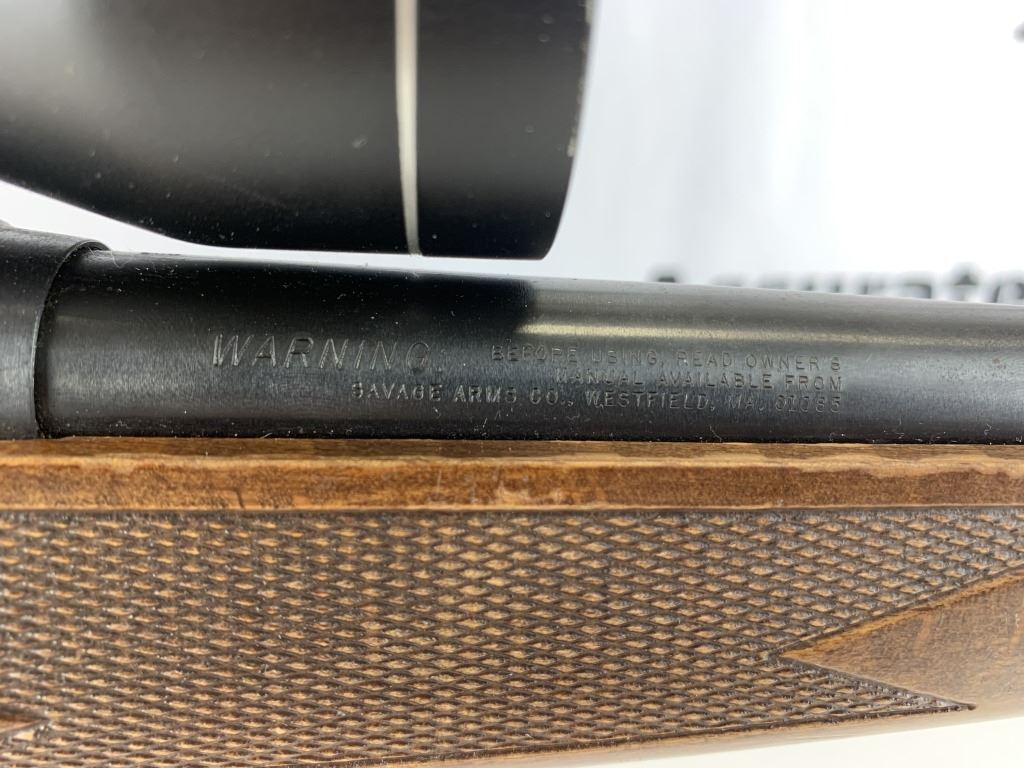 WARNING: BEFORE USING, READ OWNER'S
MANUAL AVAILABLE FROM
SAVAGE ARMS CO., WESTFIELD, MA. 01085